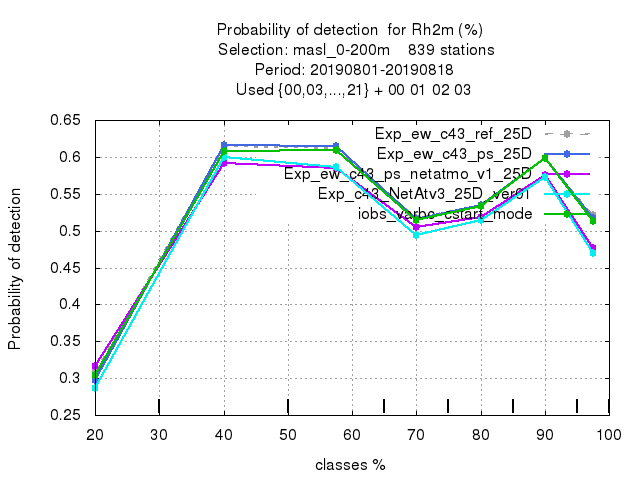 Probability of detection  for Rh2m (%)
Selection: masl_0-200m    839 stations
Period: 20190801-20190818
Used {00,03,...,21} + 00 01 02 03
Exp_ew_c43_ref_25D
Exp_ew_c43_ps_25D
Exp_ew_c43_ps_netatmo_v1_25D
Exp_c43_NetAtv3_25D_ver01
iobs_varbc_cstart_mode
Probability of detection
0.65
0.6
0.55
0.5
0.45
0.4
0.35
0.3
0.25
20 30 40 50 60 70 80 90 100
classes %